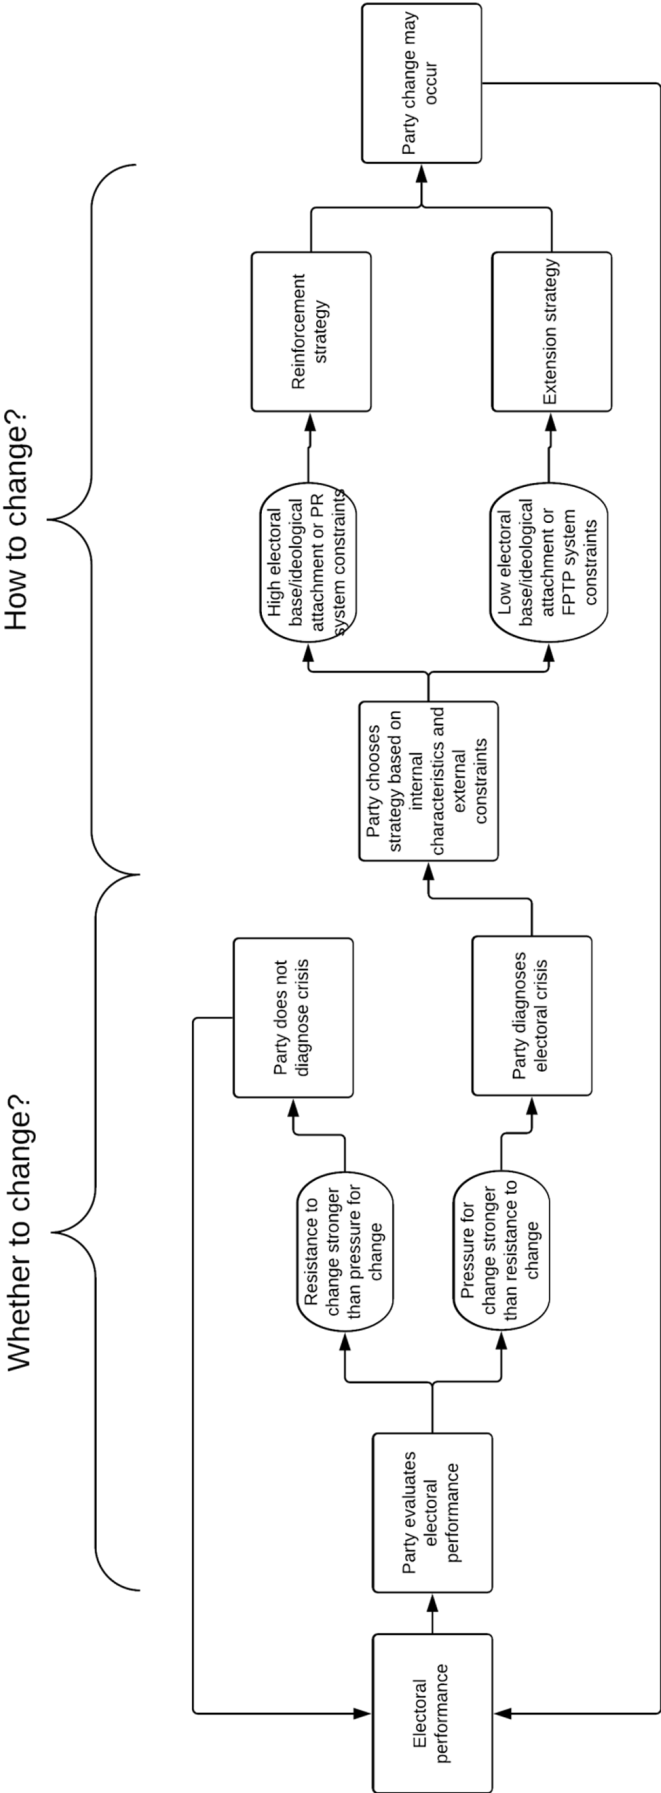 Whether to change?
How to change?
Electoral
performance
Party evaluates
electoral
performance
Resistance to
change stronger
than pressure for
change
Pressure for
change stronger
than resistance to
change
Party does not
diagnose crisis
Party diagnoses
electoral crisis
Party chooses
strategy based on
internal
characteristics and
external
constraints
High electoral
base/ideological
attachment or PR
system constraints
Low electoral
base/ideological
attachment or
FPTP system
constraints
Reinforcement
strategy
Extension strategy
Party change may
occur